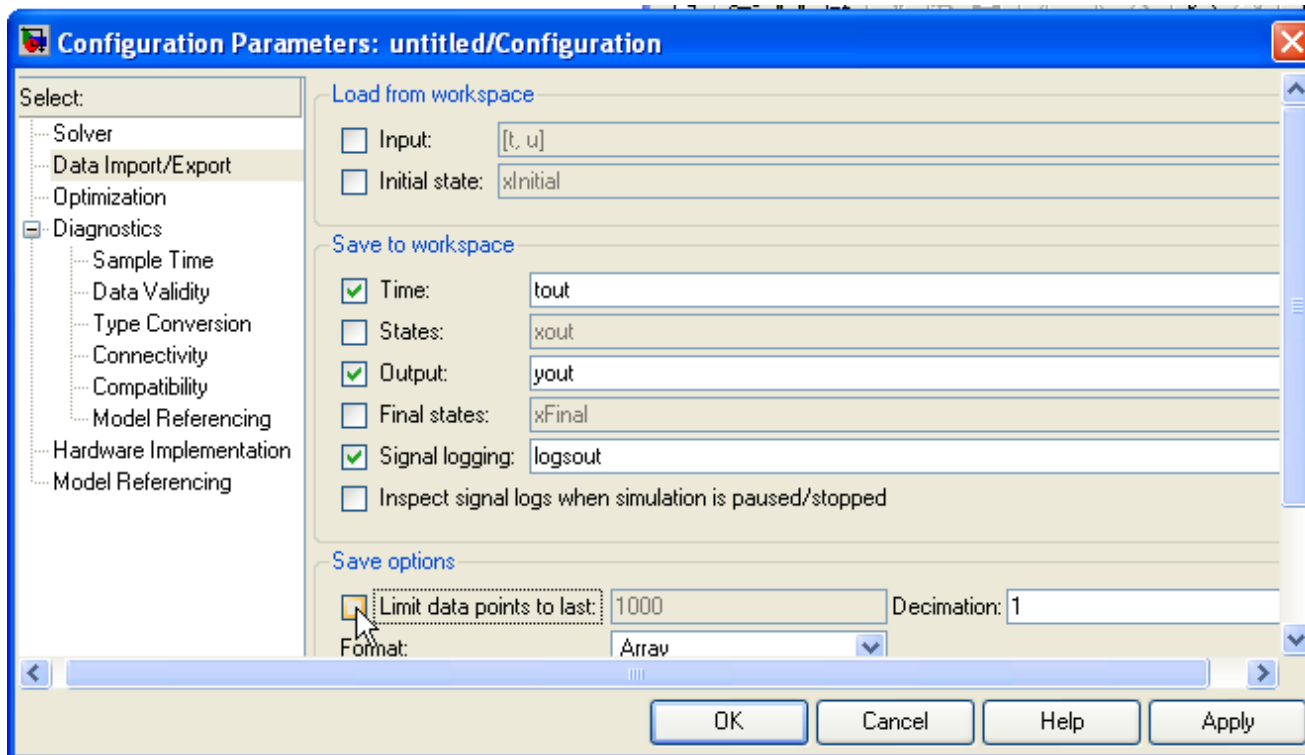 Configuration Parameters: untitled/Configuration
Select:
Solver
Data Import/Export
Optimization
Diagnostics
Sample Time
Data Validity
Type Conversion
Connectivity
Compatibility
Model Referencing
Hardware Implementation
Model Referencing
Load from workspace
Input: [t, u]
Initial state: xInitial
Save to workspace
Time: tout
States: xout
Output: yout
Final states: xFinal
Signal logging: logsout
Inspect signal logs when simulation is paused/stopped
Save options
Limit data points to last: 1000 Decimation: 1
Format: Array
OK Cancel Help Apply